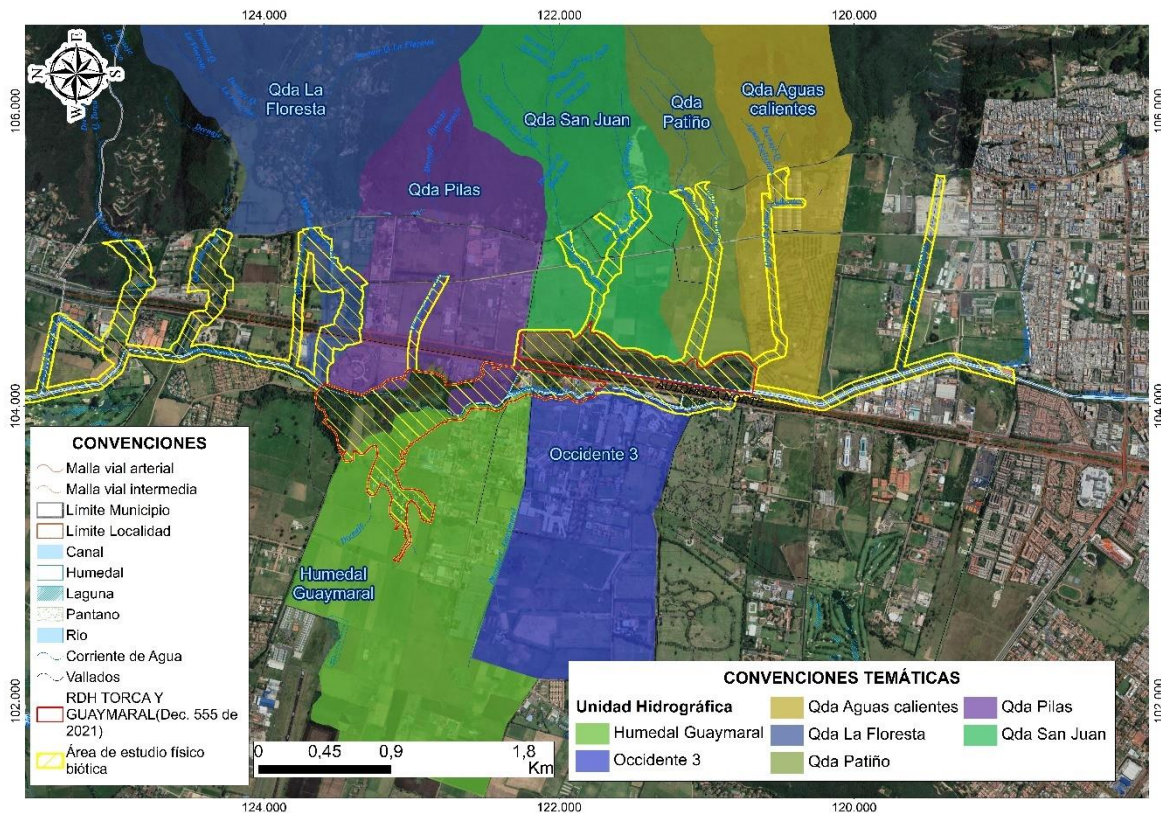 124.000
122.000
120.000
N
E
S
W
106.000
106.000
104.000
104.000
102.000
102.000
Qda La
Floresta
Qda Pilas
Qda San Juan
Qda
Patiño
Qda Aguas
calientes
Occidente 3
Humedal
Guaymaral
CONVENCIONES
Malla vial arterial
Malla vial intermedia
Límite Municipio
Límite Localidad
Canal
Humedal
Laguna
Pantano
Rio
Corriente de Agua
Vallados
RDH TORCA Y
GUAYMARAL(Dec. 555 de
2021)
Área de estudio físico
biótica
0
0,45
0,9
1,8
Km
CONVENCIONES TEMÁTICAS
Unidad Hidrográfica
Humedal Guaymaral
Occidente 3
Qda Aguas calientes
Qda La Floresta
Qda Patiño
Qda Pilas
Qda San Juan
124.000
122.000
120.000